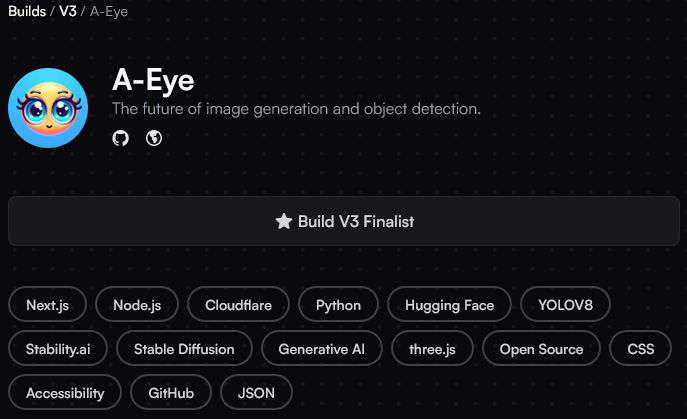 Builds / V3 / A-Eye
A-Eye
The future of image generation and object detection.
Build V3 Finalist
Next.js Node.js Cloudflare Python Hugging Face YOLOV8
Stability.ai Stable Diffusion Generative AI three.js Open Source CSS
Accessibility GitHub JSON